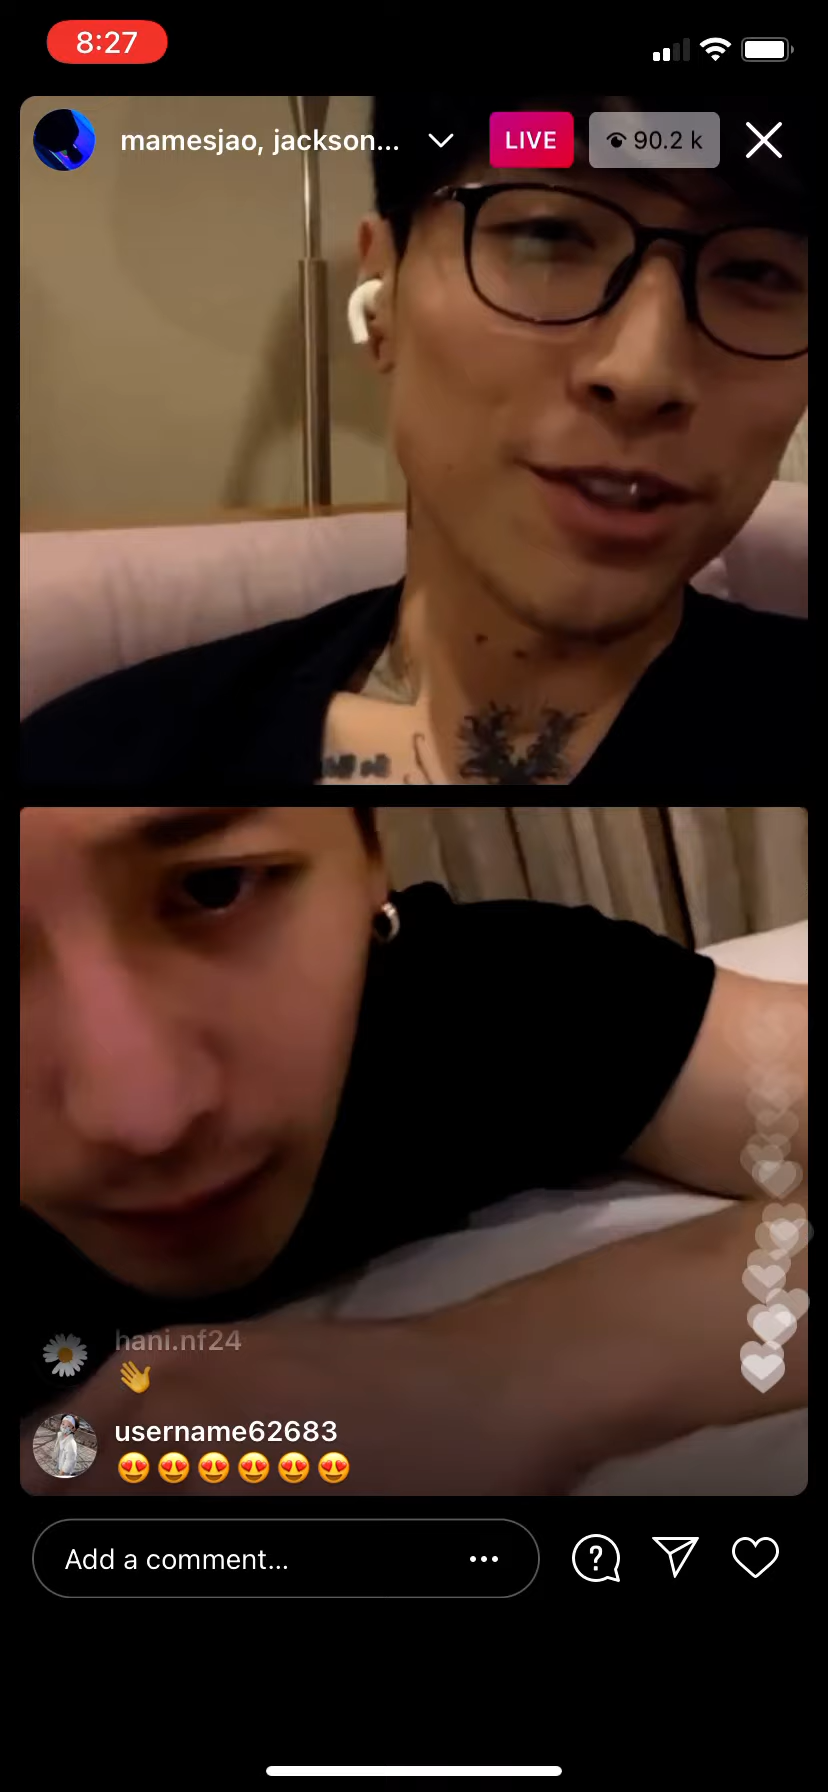 8:27
mamesjao, jackson...
LIVE
90.2 k
hani.nf24
👋
username62683
😍😍😍😍😍😍
Add a comment...